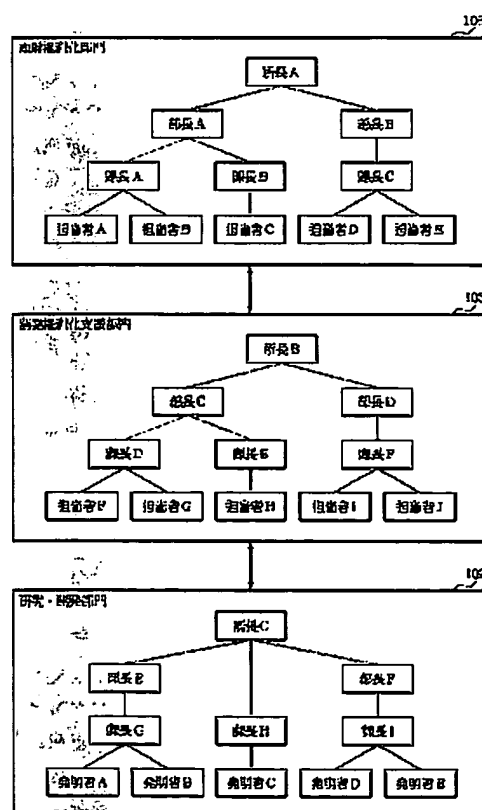 所長A
部長A
部長B
課長A
課長B
課長C
担当者A
担当者B
担当者C
担当者D
担当者E
所長B
部長C
部長D
課長D
課長E
課長F
担当者F
担当者G
担当者H
担当者I
担当者J
102
研究・開発部門
所長C
部長E
部長F
課長G
課長H
課長I
発明者A
発明者B
発明者C
発明者D
発明者E